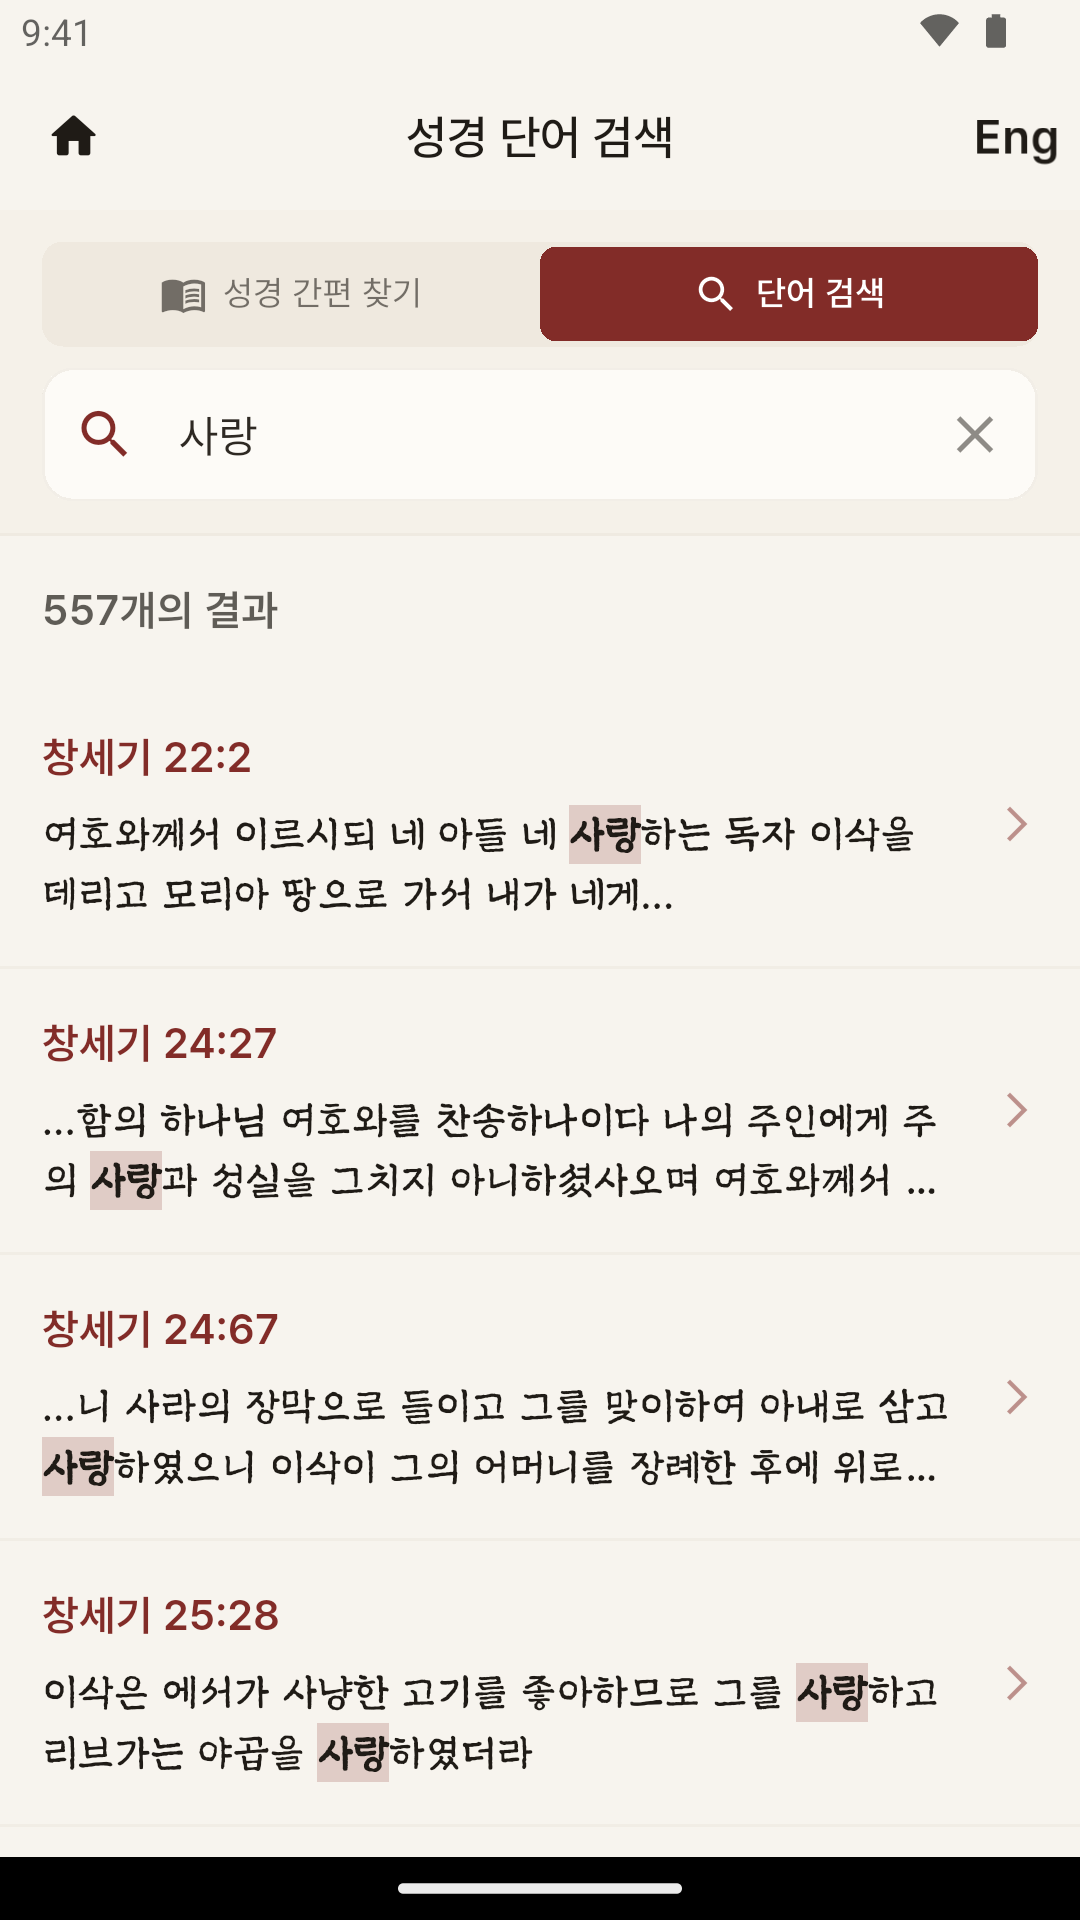 9:41
성경 단어 검색
Eng
성경 간편 찾기
단어 검색
사랑
557개의 결과
창세기 22:2
여호와께서 이르시되 네 아들 네 사랑하는 독자 이삭을
데리고 모리아 땅으로 가서 내가 네게...
창세기 24:27
...함의 하나님 여호와를 찬송하나이다 나의 주인에게 주
의 사랑과 성실을 그치지 아니하셨사오며 여호와께서 ...
창세기 24:67
...니 사라의 장막으로 들이고 그를 맞이하여 아내로 삼고
사랑하였으니 이삭이 그의 어머니를 장례한 후에 위로...
창세기 25:28
이삭은 에서가 사냥한 고기를 좋아하므로 그를 사랑하고
리브가는 야곱을 사랑하였더라